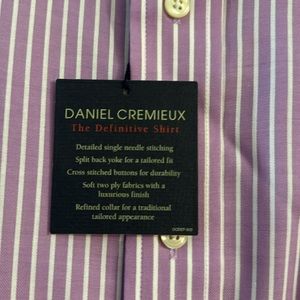 DANIEL CREMIEUX
The Definitive Shirt
Detailed single needle stitching
Split back yoke for a tailored fit
Cross stitched buttons for durability
Soft two ply fabrics with a
luxurious finish
Refined collar for a traditional
tailored appearance